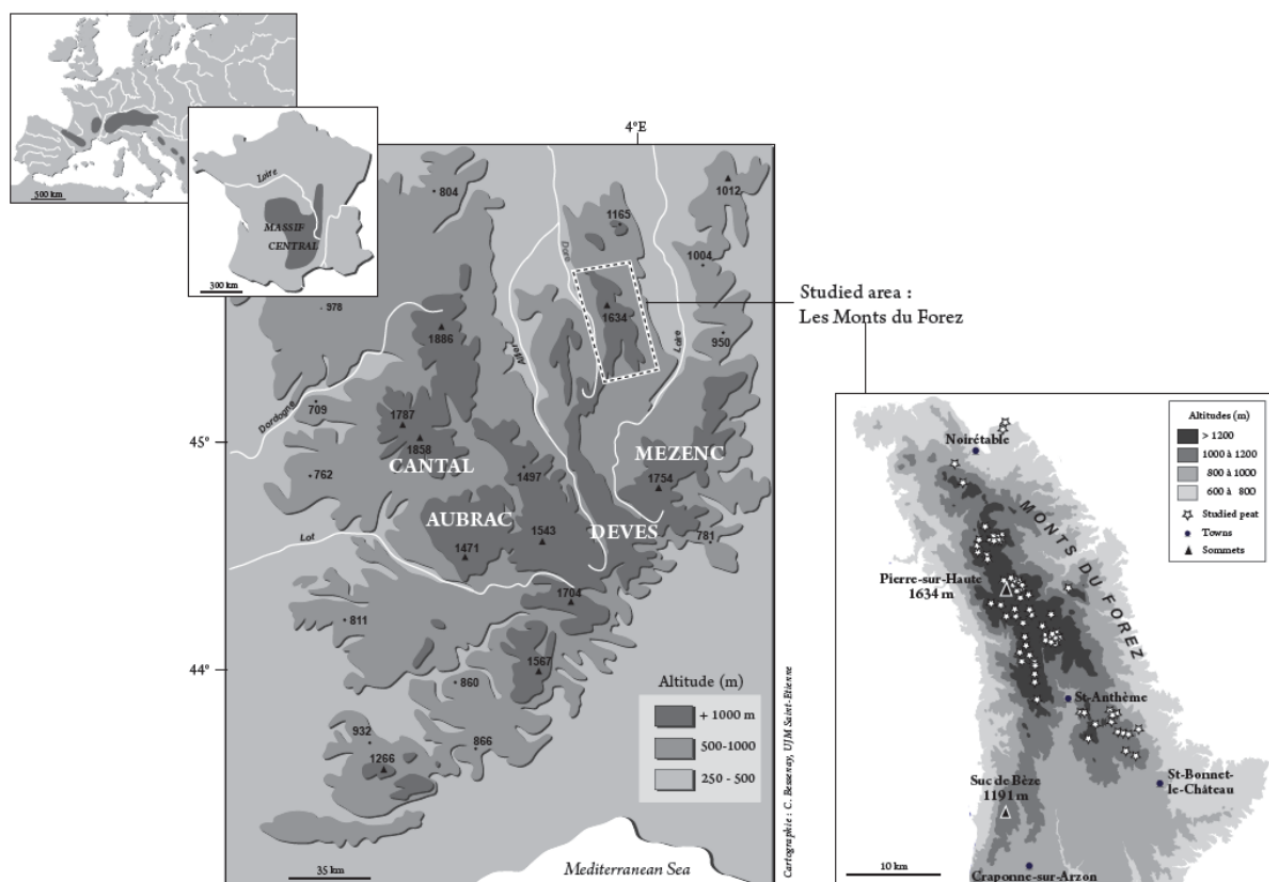 500 km
Loire
MASSIF
CENTRAL
300 km
4°E
804
1012
1165
1004
Dore
978
1634
1886
Allier
Loire
950
Studied area :
Les Monts du Forez
Dordogne
709
1787
1858
45°
CANTAL
MEZENC
762
1497
1754
AUBRAC
DEVES
1543
781
Lot
1471
1704
811
1567
44°
860
932
866
1266
Altitude (m)
+ 1000 m
500-1000
250 - 500
35 km
Mediterranean Sea
Cartographie : C. Bessenay, UJM Saint-Etienne
Noirétable
Altitudes (m)
> 1200
1000 à 1200
800 à 1000
600 à 800
Studied peat
Towns
Sommets
MONTS DU FOREZ
Pierre-sur-Haute
1634 m
St-Anthème
Suc de Bèze
1191 m
St-Bonnet-
le-Château
10 km
Craponne-sur-Arzon